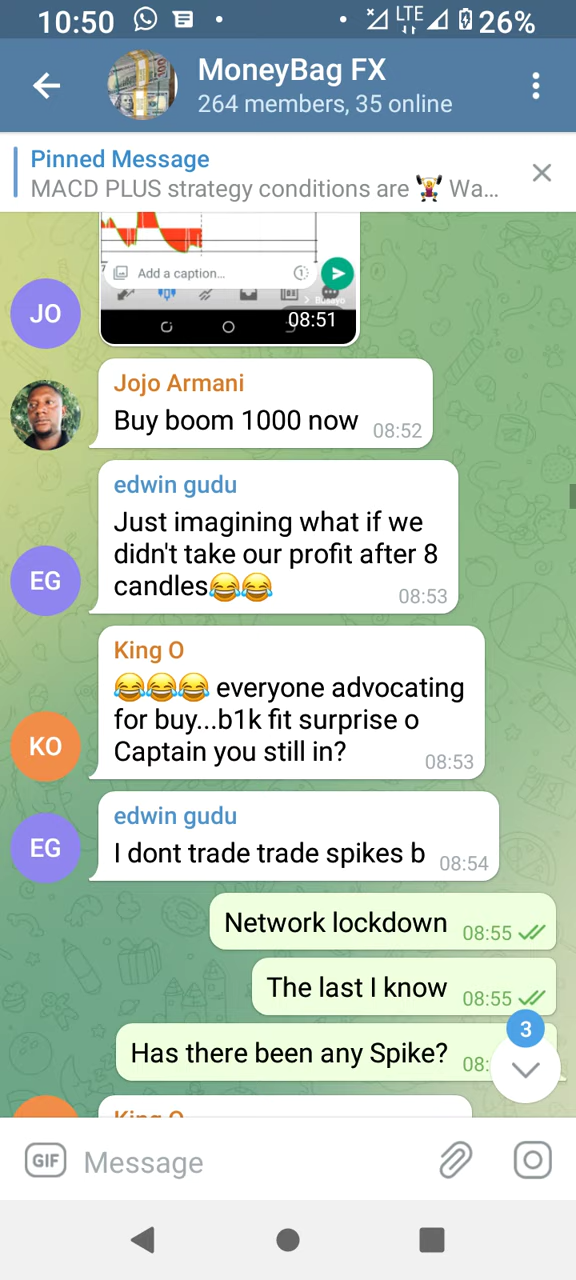 10:50
LTE
26%
MoneyBag FX
264 members, 35 online
Pinned Message
MACD PLUS strategy conditions are 🏋️ Wa...
Add a caption...
08:51
JO
Jojo Armani
Buy boom 1000 now 08:52
edwin gudu
Just imagining what if we
didn't take our profit after 8
candles😂😂 08:53
EG
King O
😂😂😂 everyone advocating
for buy...b1k fit surprise o
Captain you still in? 08:53
KO
edwin gudu
I dont trade trade spikes b 08:54
EG
Network lockdown 08:55
The last I know 08:55
Has there been any Spike? 08:
3
King O
GIF Message